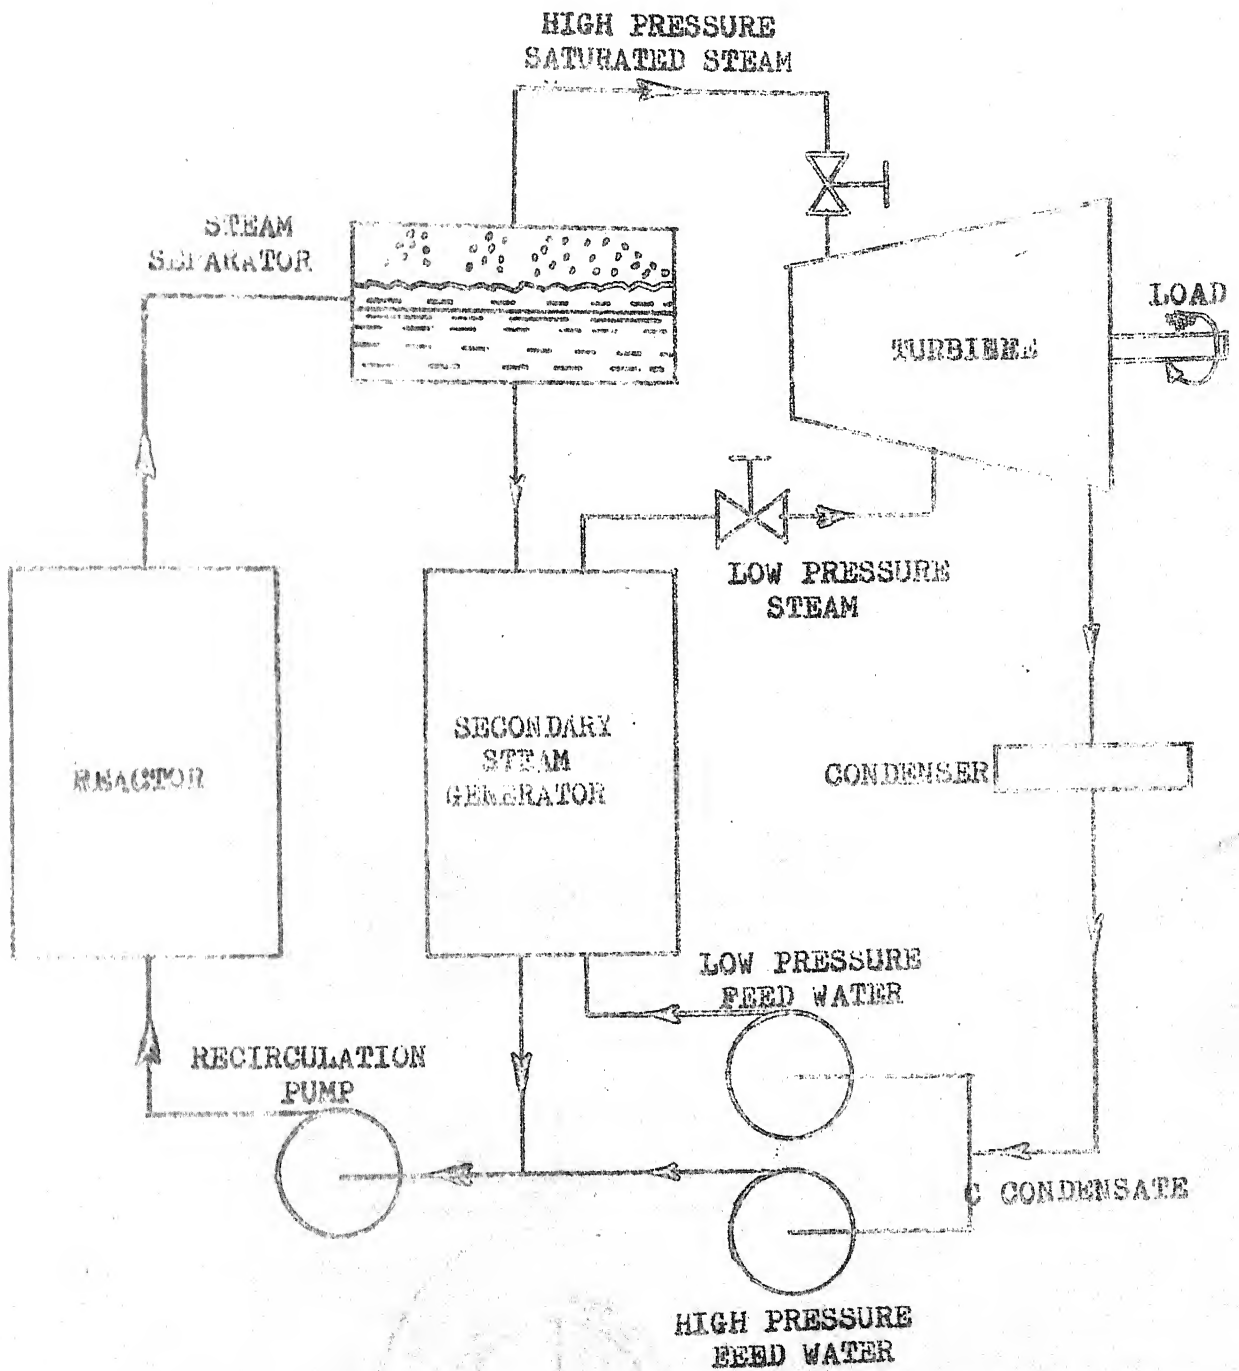 HIGH PRESSURE
SATURATED STEAM
STEAM
SEPARATOR
LOAD
TURBIEEE
LOW PRESSURE
STEAM
SECONDARY
STEAM
GENERATOR
REACTOR
CONDENSER
LOW PRESSURE
FEED WATER
RECIRCULATION
PUMP
C CONDENSATE
HIGH PRESSURE
FEED WATER